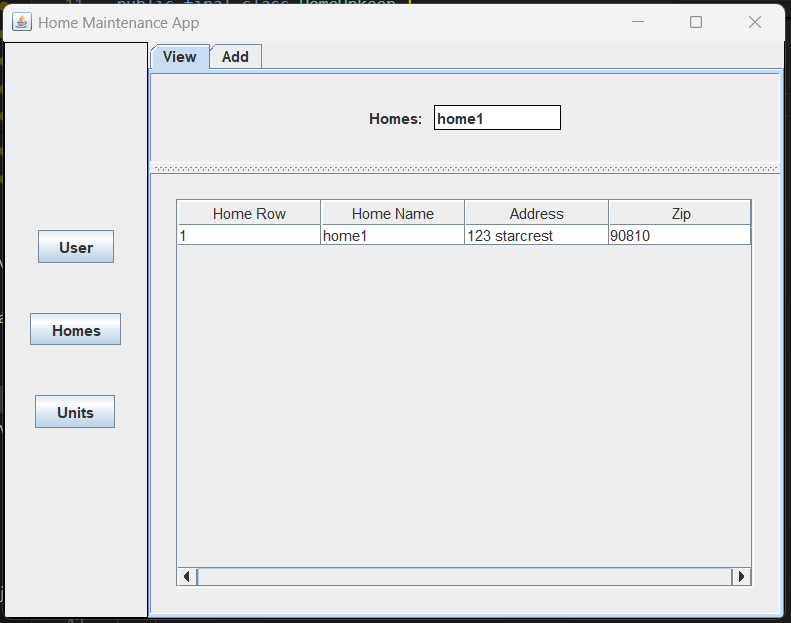 Home Maintenance App
View Add
Homes: home1
Home Row Home Name Address Zip
1 home1 123 starcrest 90810
User
Homes
Units